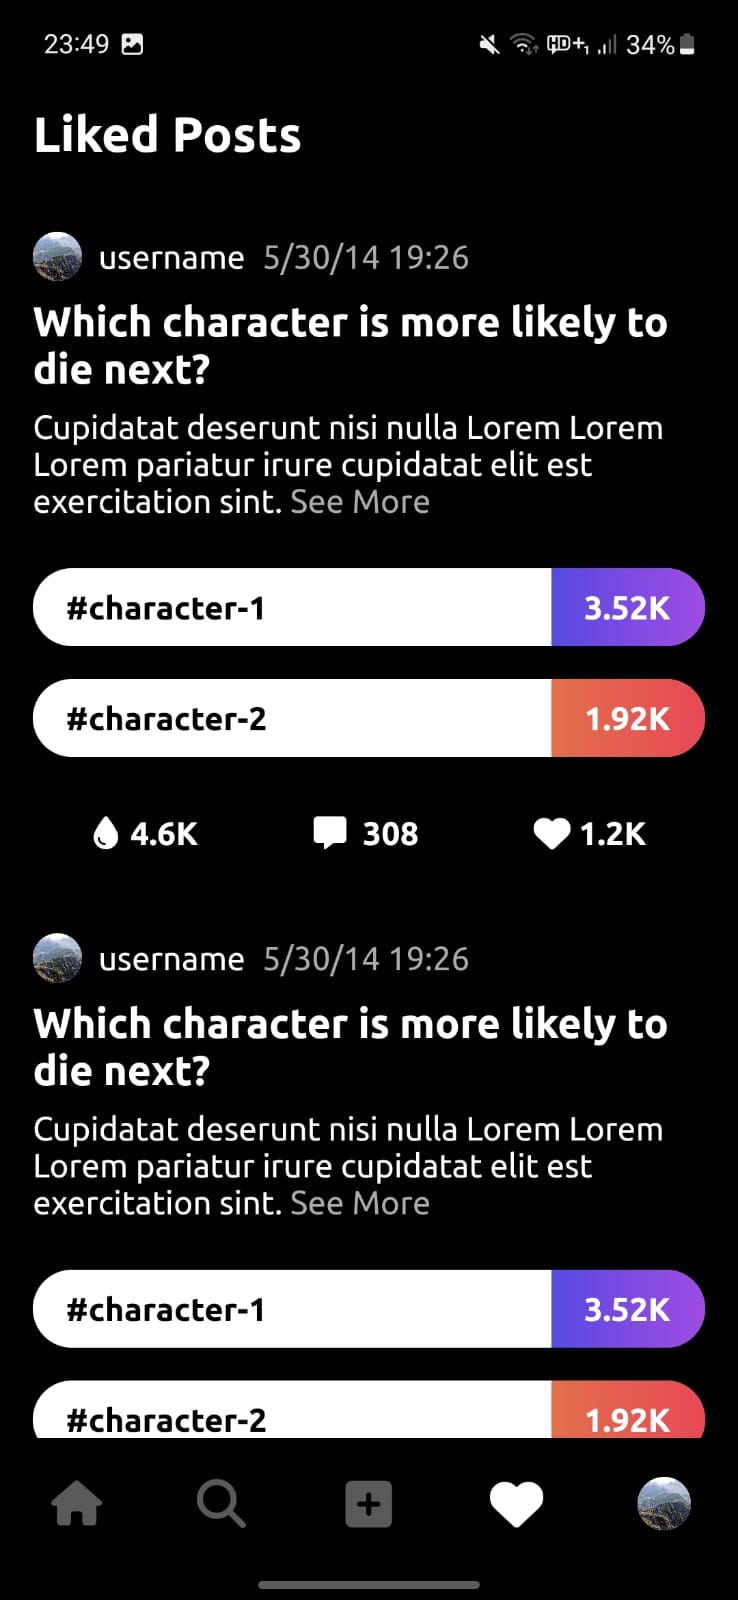 23:49 34%
Liked Posts
username 5/30/14 19:26
Which character is more likely to
die next?
Cupidatat deserunt nisi nulla Lorem Lorem
Lorem pariatur irure cupidatat elit est
exercitation sint. See More
#character-1 3.52K
#character-2 1.92K
4.6K 308 1.2K
username 5/30/14 19:26
Which character is more likely to
die next?
Cupidatat deserunt nisi nulla Lorem Lorem
Lorem pariatur irure cupidatat elit est
exercitation sint. See More
#character-1 3.52K
#character-2 1.92K